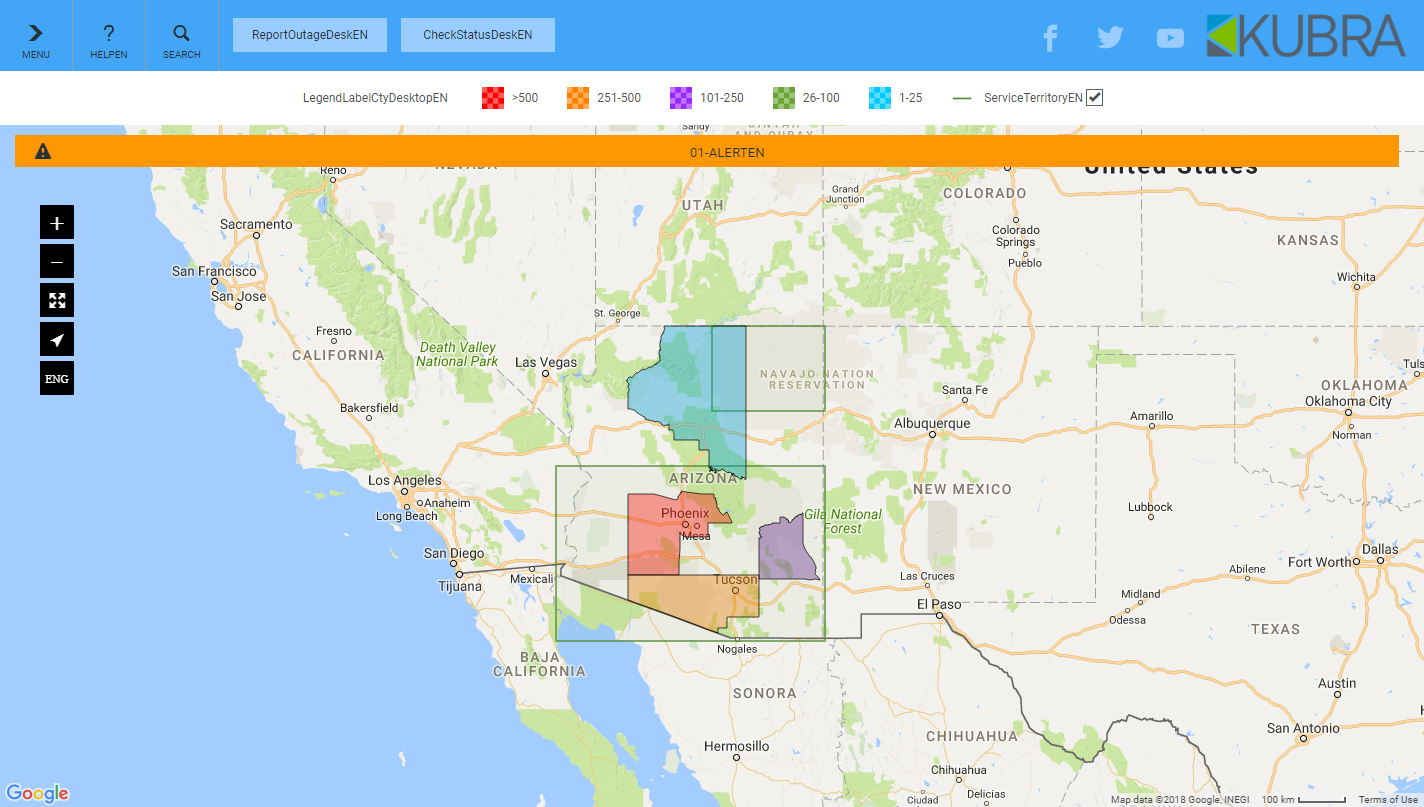 MENU
HELPEN
SEARCH
ReportOutageDeskEN
CheckStatusDeskEN
KUBRA
LegendLabelCtyDesktopEN
>500
251-500
101-250
26-100
1-25
ServiceTerritoryEN
Sandy
01-ALERTEN
United States
Reno
Grand
Junction
COLORADO
UTAH
Sacramento
Colorado
Springs
KANSAS
Pueblo
San Francisco
Wichita
San Jose
St. George
Fresno
CALIFORNIA
Death Valley
National Park
Las Vegas
NAVAJO NATION
RESERVATION
ENG
Santa Fe
OKLAHOMA
Oklahoma City
Bakersfield
Amarillo
Albuquerque
Norman
Los Angeles
ARIZONA
Anaheim
NEW MEXICO
Long Beach
Phoenix
Mesa
Gila National
Forest
Lubbock
San Diego
Dallas
Fort Worth
Tijuana
Mexicali
Tucson
Las Cruces
Abilene
Midland
El Paso
Odessa
TEXAS
Nogales
BAJA
CALIFORNIA
SONORA
Austin
San Antonio
CHIHUAHUA
Hermosillo
Chihuahua
Delicias
Ciudad
Google
Map data ©2018 Google, INEGI
100 km
Terms of Use